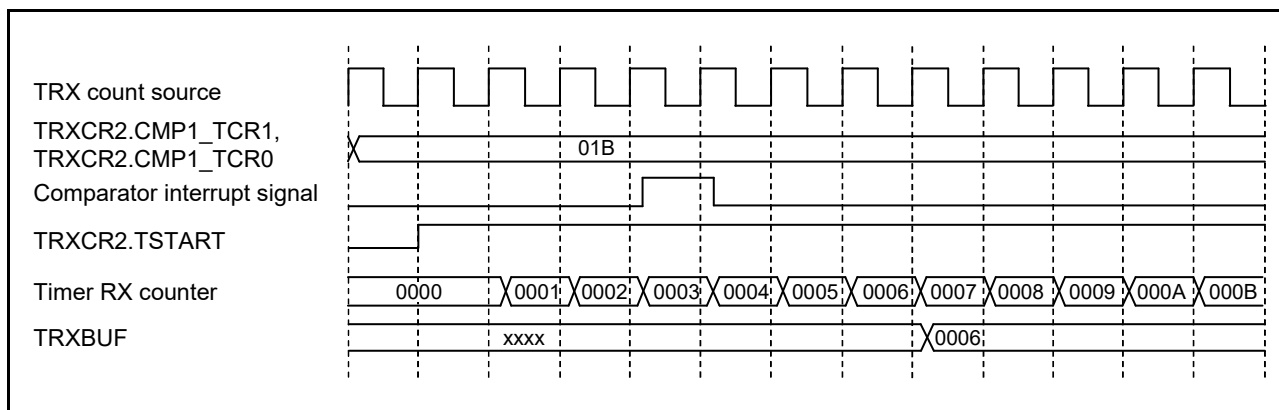 TRX count source
TRXCR2.CMP1_TCR1,
TRXCR2.CMP1_TCR0
01B
Comparator interrupt signal
TRXCR2.TSTART
Timer RX counter
0000 0001 0002 0003 0004 0005 0006 0007 0008 0009 000A 000B
TRXBUF
xxxx 0006